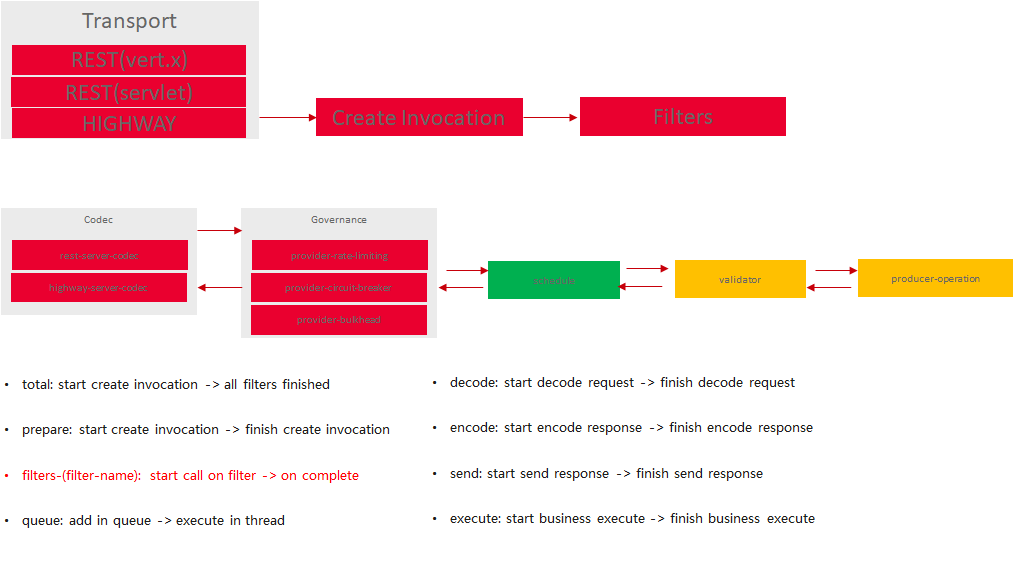 Transport
REST(vert.x)
REST(servlet)
HIGHWAY
Create Invocation
Filters
Codec
rest-server-codec
highway-server-codec
Governance
provider-rate-limiting
provider-circuit-breaker
provider-bulkhead
schedule
validator
producer-operation
• total: start create invocation -> all filters finished
• prepare: start create invocation -> finish create invocation
• filters-(filter-name): start call on filter -> on complete
• queue: add in queue -> execute in thread
• decode: start decode request -> finish decode request
• encode: start encode response -> finish encode response
• send: start send response -> finish send response
• execute: start business execute -> finish business execute